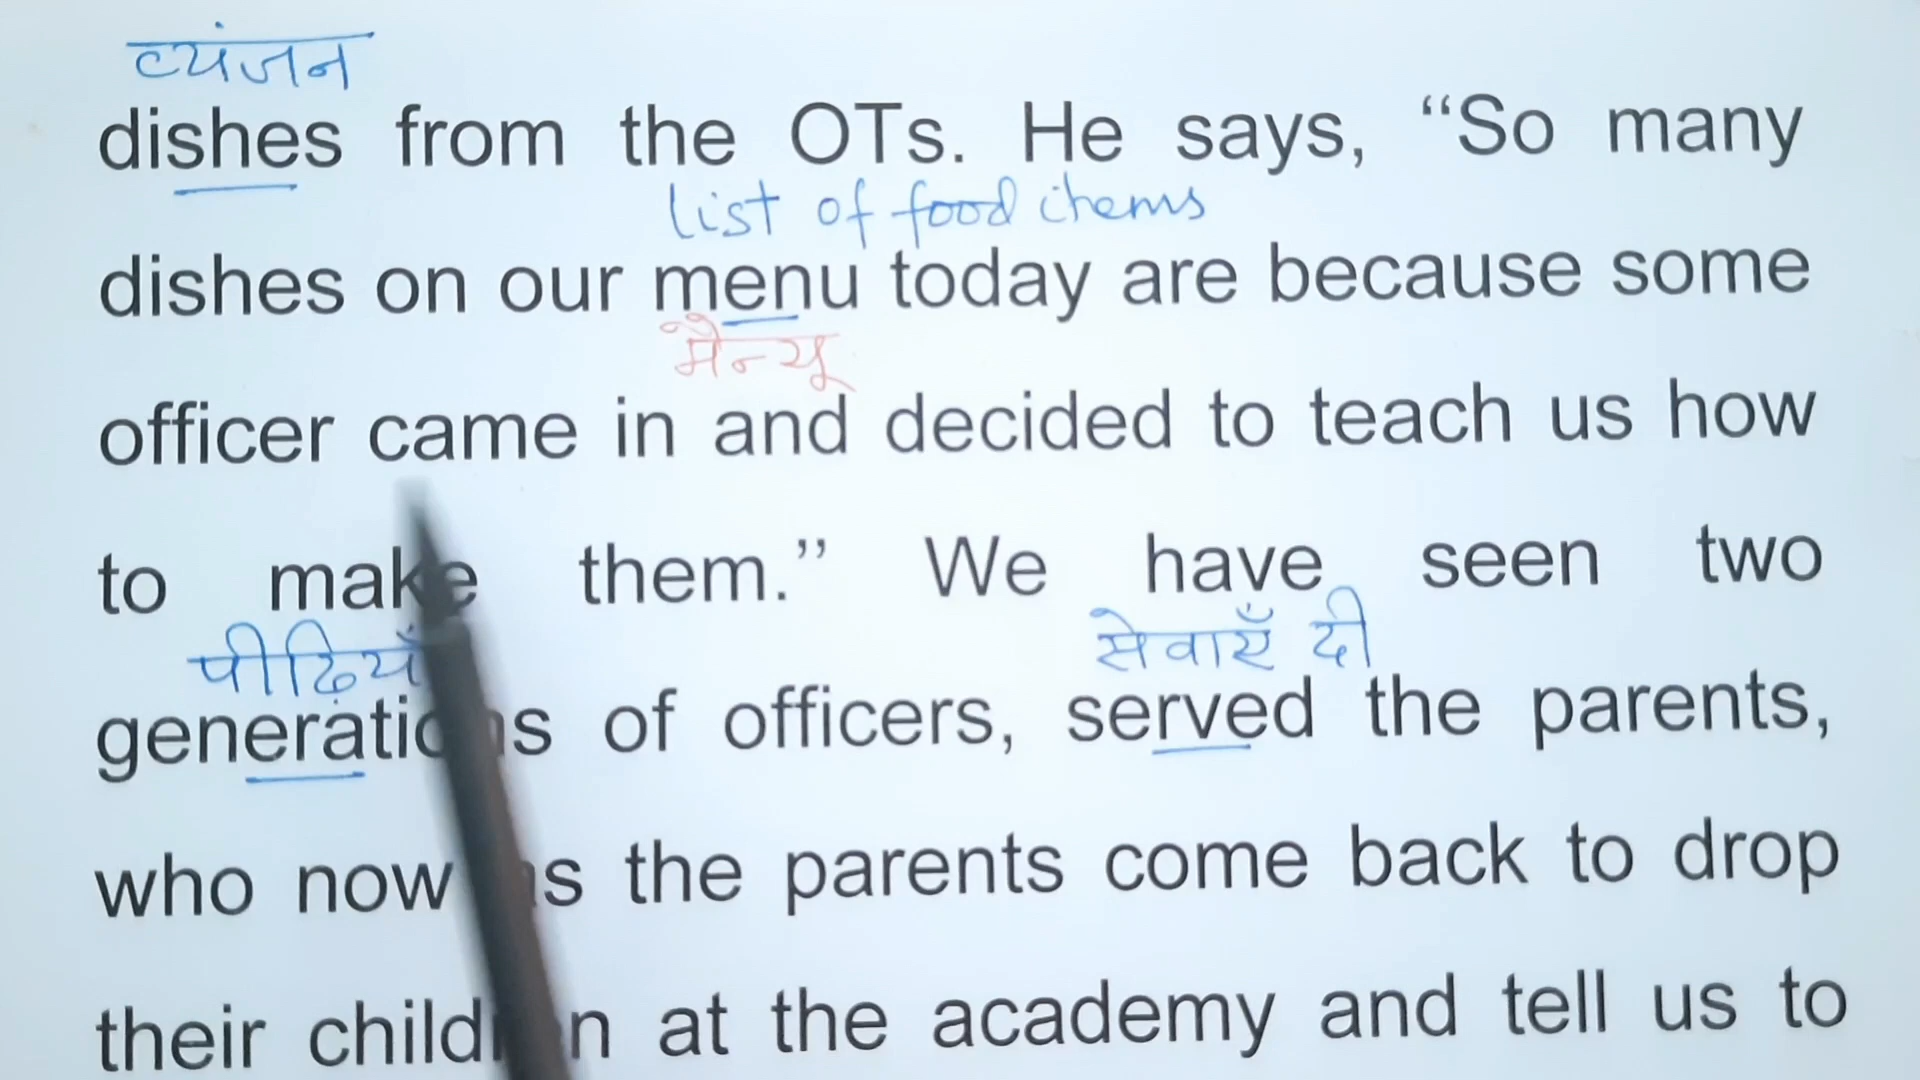 व्यंजन
dishes from the OTs. He says, “So many
list of food items
dishes on our menu today are because some
मैन्यू
officer came in and decided to teach us how
to make them.” We have seen two
पीढ़ियाँ सेवाएँ दी
generations of officers, served the parents,
who now as the parents come back to drop
their children at the academy and tell us to